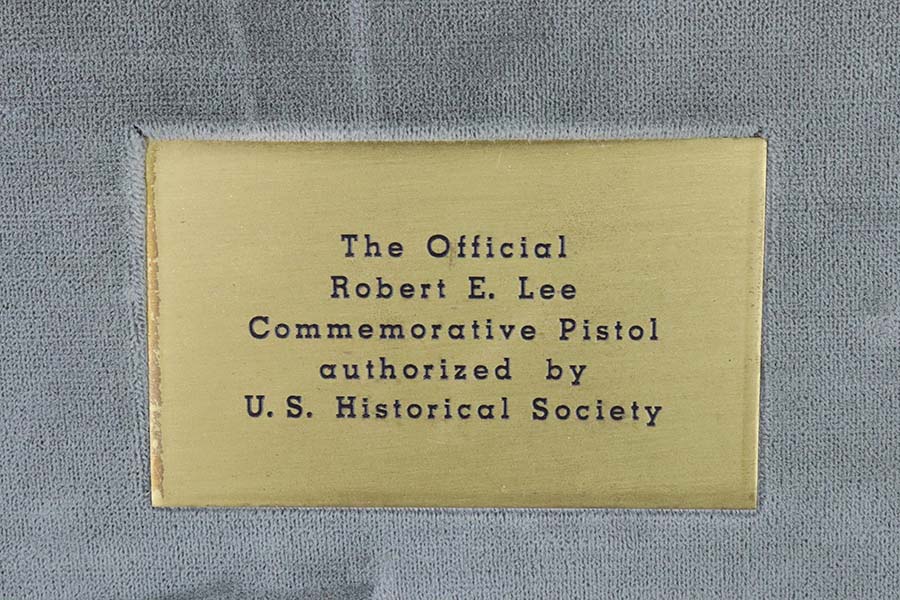 The Official
Robert E. Lee
Commemorative Pistol
authorized by
U.S. Historical Society